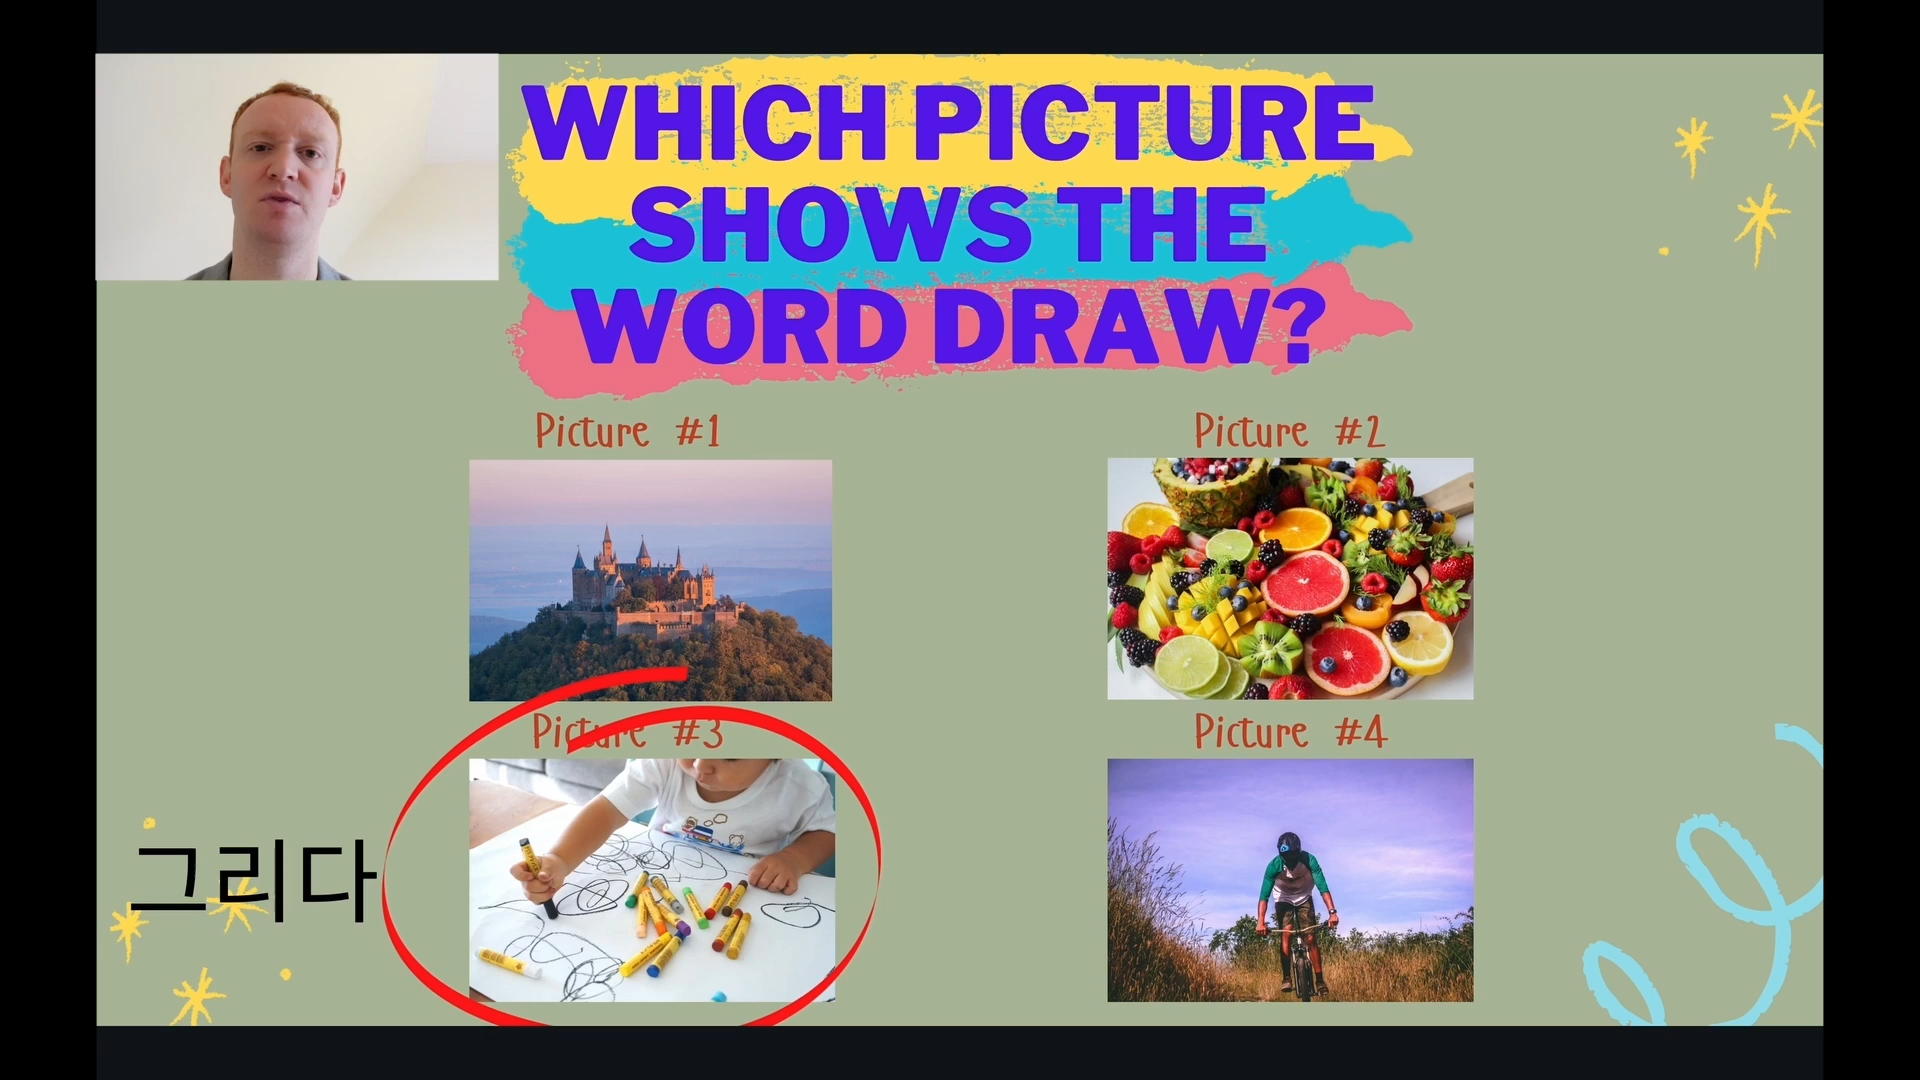 WHICH PICTURE
SHOWS THE
WORD DRAW?
Picture #1
Picture #2
Picture #3
Picture #4
그리다